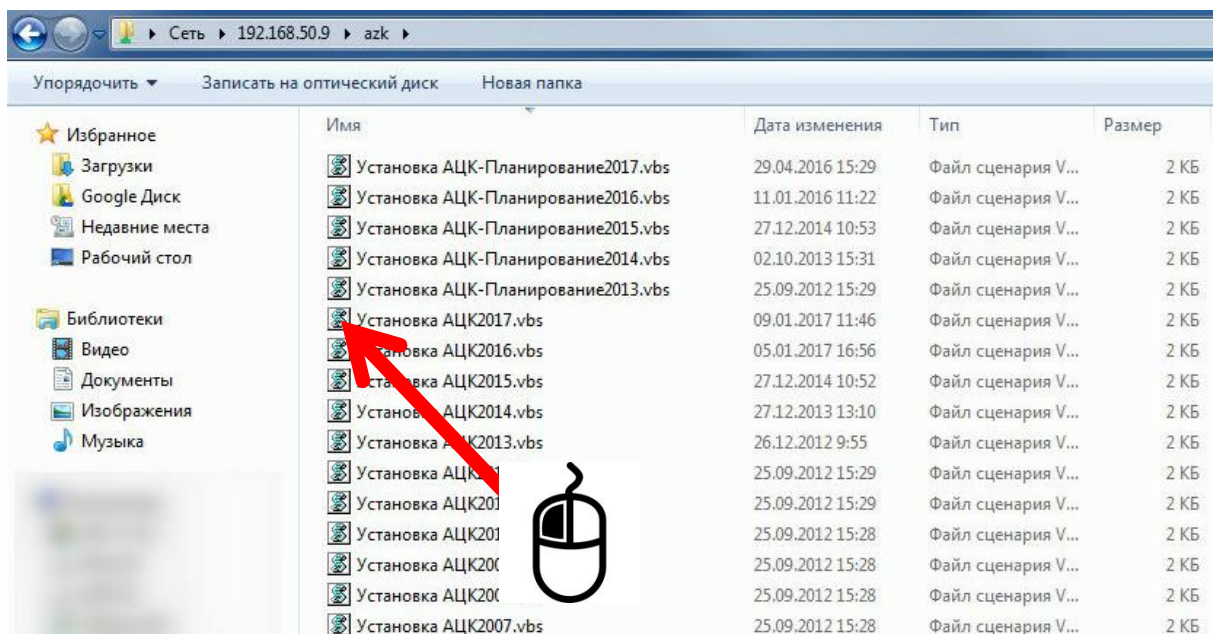 Сеть 192.168.50.9 azk
Упорядочить Записать на оптический диск Новая папка
Имя Дата изменения Тип Размер
Избранное
Загрузки
Google Диск
Недавние места
Рабочий стол
Библиотеки
Видео
Документы
Изображения
Музыка
Установка АЦК-Планирование2017.vbs 29.04.2016 15:29 Файл сценария V... 2 КБ
Установка АЦК-Планирование2016.vbs 11.01.2016 11:22 Файл сценария V... 2 КБ
Установка АЦК-Планирование2015.vbs 27.12.2014 10:53 Файл сценария V... 2 КБ
Установка АЦК-Планирование2014.vbs 02.10.2013 15:31 Файл сценария V... 2 КБ
Установка АЦК-Планирование2013.vbs 25.09.2012 15:29 Файл сценария V... 2 КБ
Установка АЦК2017.vbs 09.01.2017 11:46 Файл сценария V... 2 КБ
Установка АЦК2016.vbs 05.01.2017 16:56 Файл сценария V... 2 КБ
Установка АЦК2015.vbs 27.12.2014 10:52 Файл сценария V... 2 КБ
Установка АЦК2014.vbs 27.12.2013 13:10 Файл сценария V... 2 КБ
Установка АЦК2013.vbs 26.12.2012 9:55 Файл сценария V... 2 КБ
Установка 25.09.2012 15:29 Файл сценария V... 2 КБ
Установка 25.09.2012 15:29 Файл сценария V... 2 КБ
Установка 25.09.2012 15:28 Файл сценария V... 2 КБ
Установка 25.09.2012 15:28 Файл сценария V... 2 КБ
Установка 25.09.2012 15:28 Файл сценария V... 2 КБ
Установка АЦК2007.vbs 25.09.2012 15:28 Файл сценария V... 2 КБ